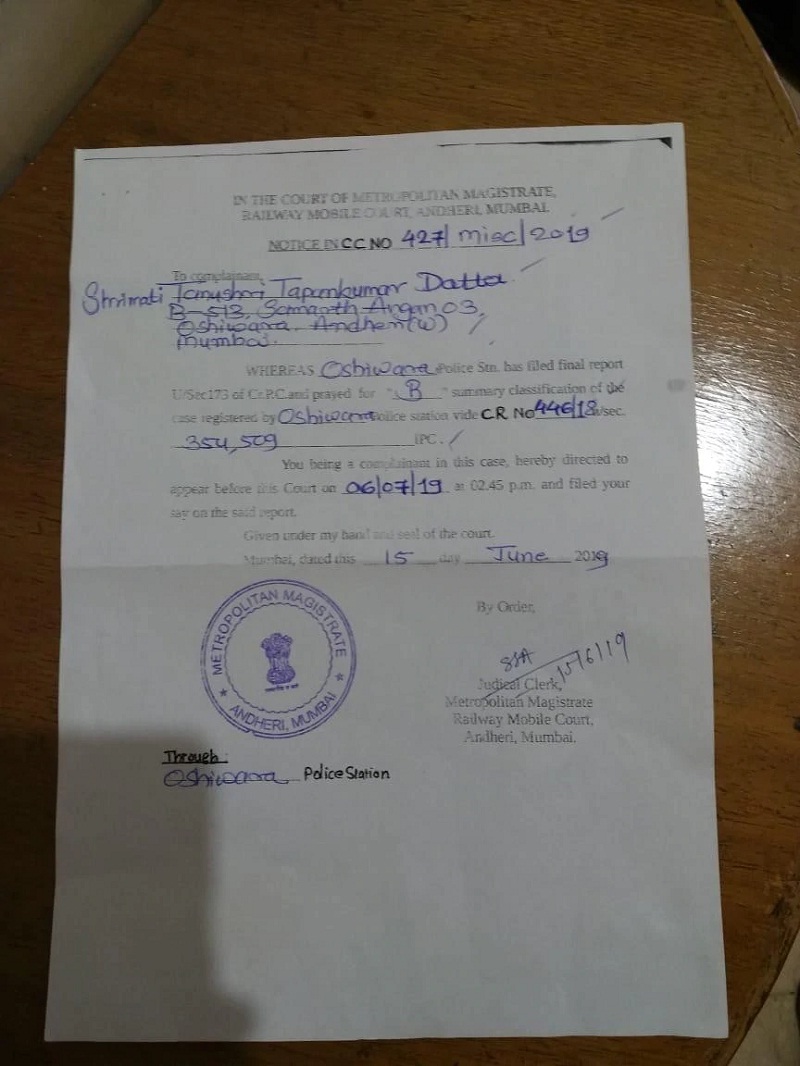 IN THE COURT OF METROPOLITAN MAGISTRATE,
RAILWAY MOBILE COURT, ANDHERI, MUMBAI
NOTICE IN CC NO 427/misc/2019
To complainant,
Shrimati Tanushri Tapankumar Datta
B-513, Samarth Angan 03,
Oshiwara, Andheri (W)
Mumbai.
WHEREAS Oshiwara Police Stn. has filed final report
U/Sec173 of Cr.P.C.and prayed for "B" summary classification of the
case registered by Oshiwara police station vide CR No 446/18 u/sec.
354, 509 IPC.
You being a complainant in this case, hereby directed to
appear before this Court on 06/07/19 at 02.45 p.m. and filed your
say on the said report.
Given under my hand and seal of the court.
Mumbai, dated this 15 day June 2019
METROPOLITAN MAGISTRATE
ANDHERI, MUMBAI
By Order,
15/6/19
Judical Clerk,
Metropolitan Magistrate
Railway Mobile Court,
Andheri, Mumbai.
Through:
Oshiwara Police Station